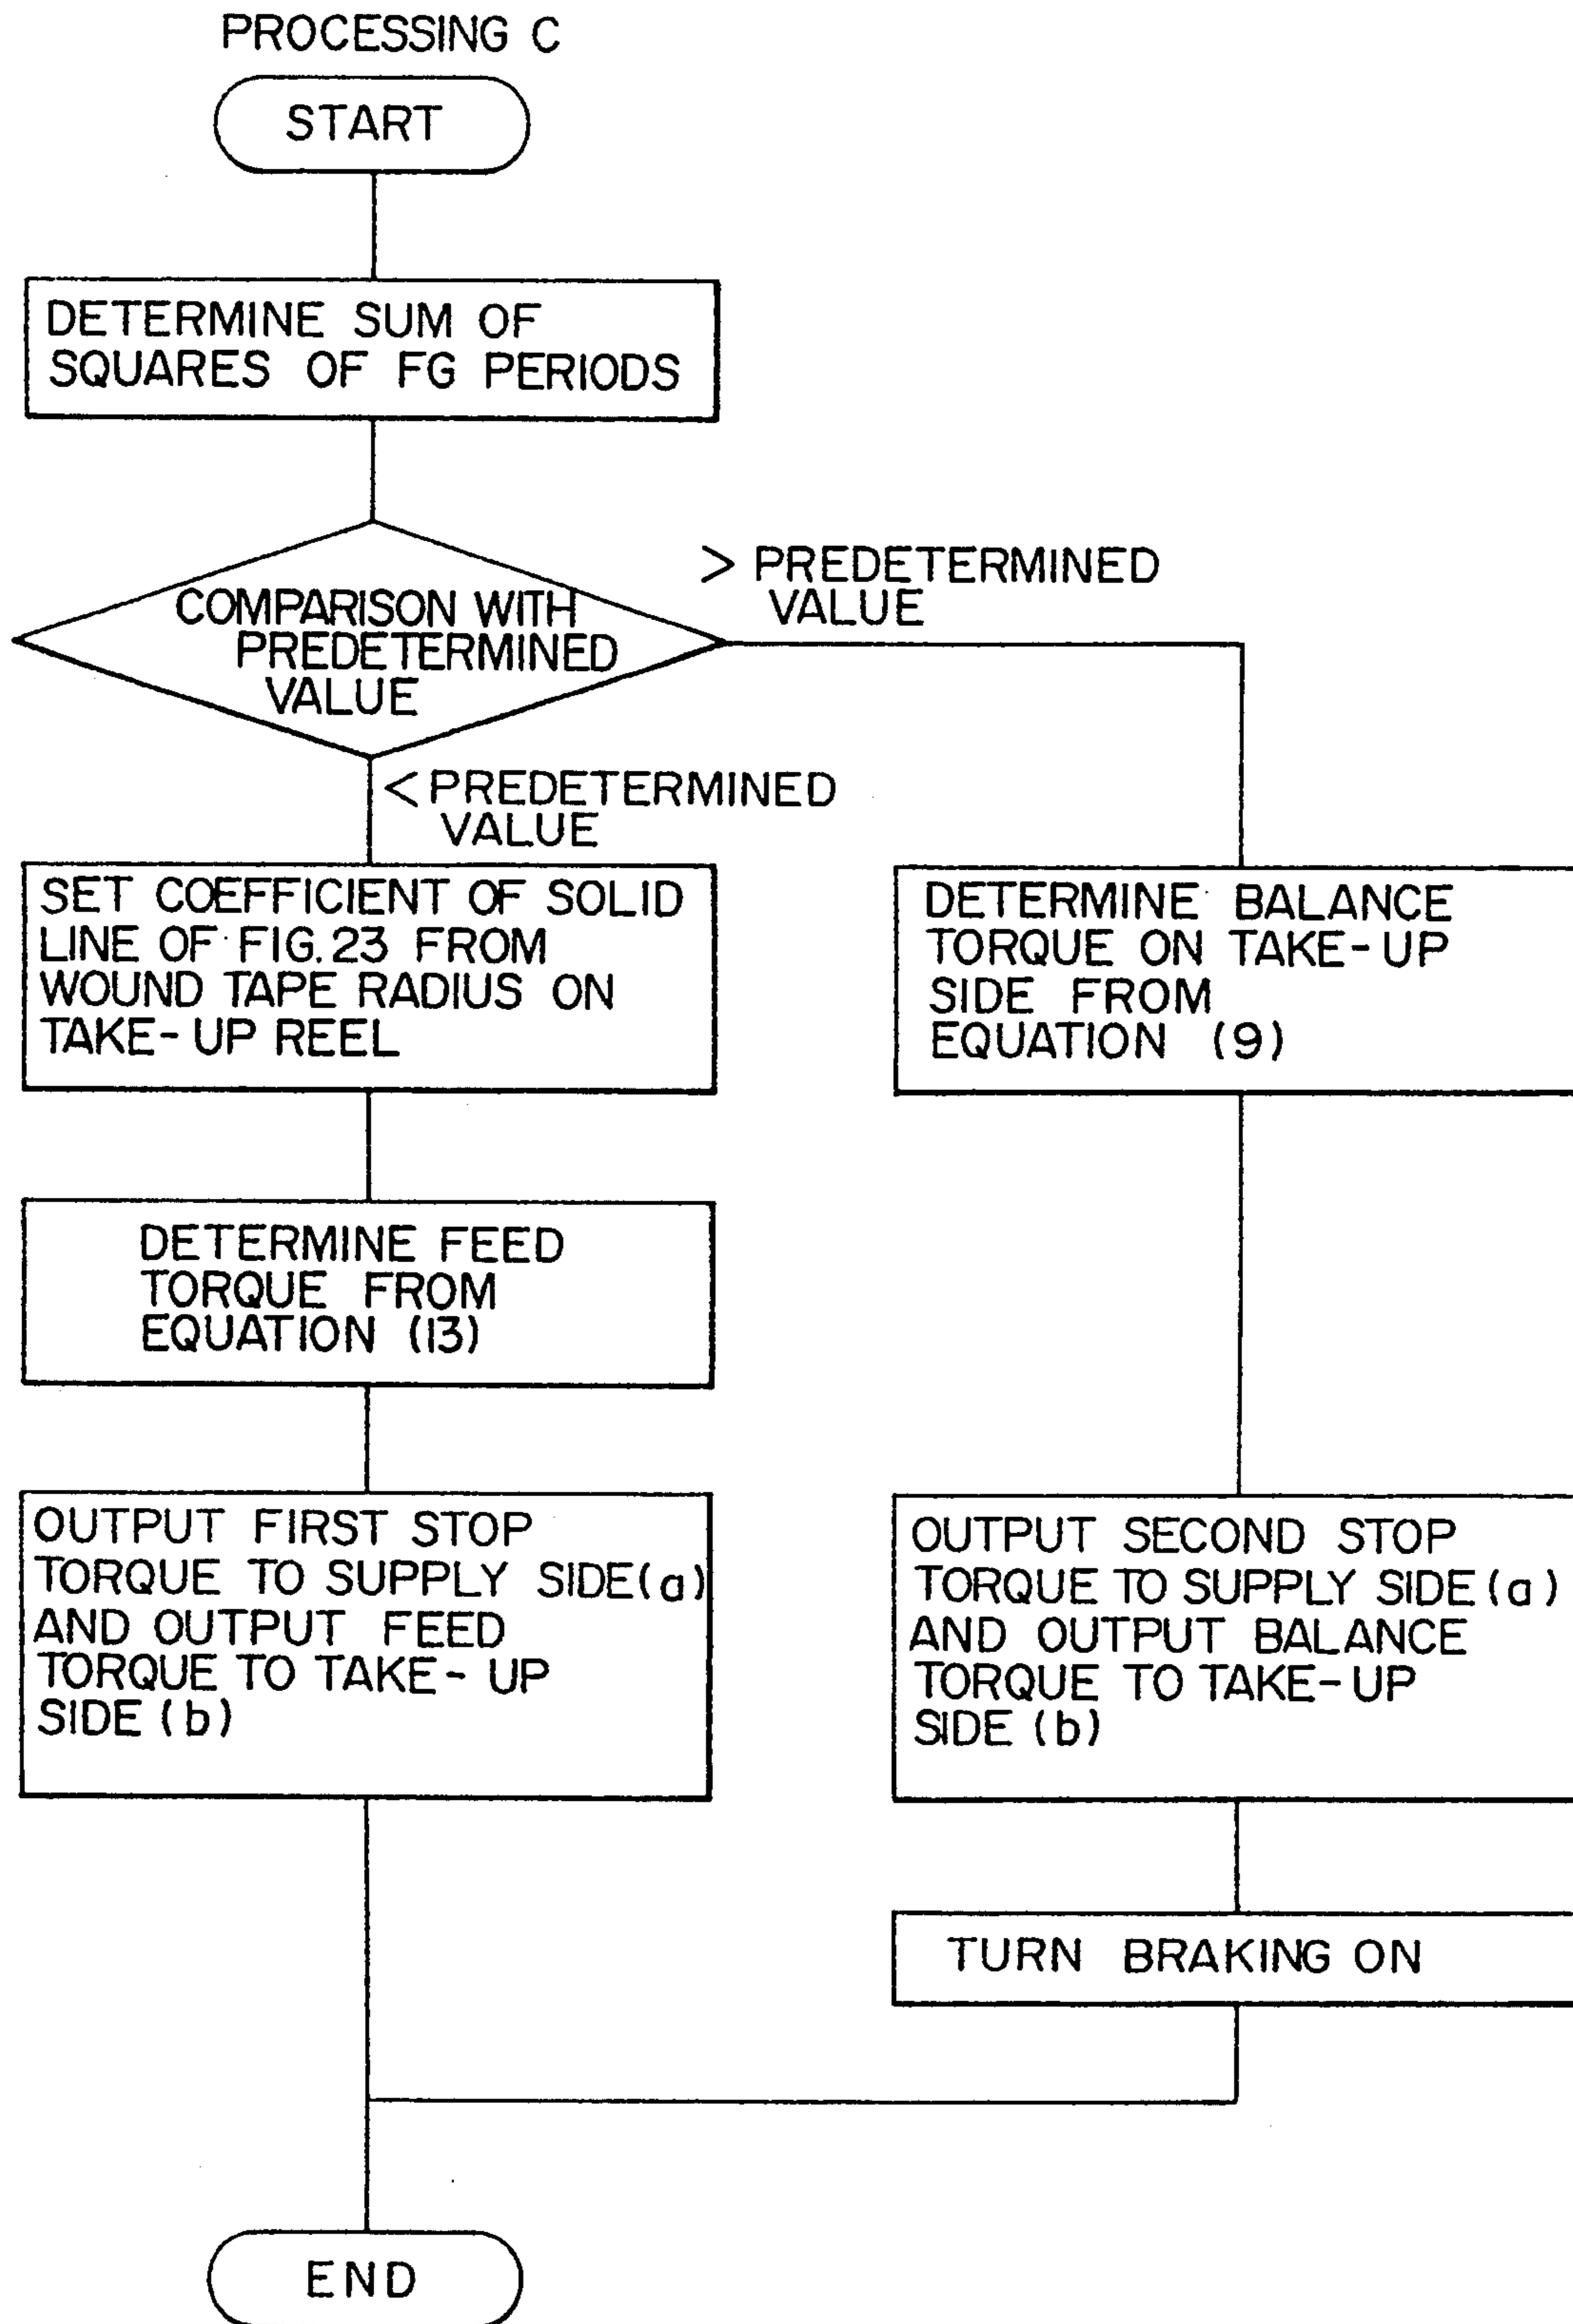 PROCESSING C
START
DETERMINE SUM OF
SQUARES OF FG PERIODS
COMPARISON WITH
PREDETERMINED
VALUE
> PREDETERMINED
VALUE
< PREDETERMINED
VALUE
SET COEFFICIENT OF SOLID
LINE OF FIG. 23 FROM
WOUND TAPE RADIUS ON
TAKE-UP REEL
DETERMINE FEED
TORQUE FROM
EQUATION (13)
OUTPUT FIRST STOP
TORQUE TO SUPPLY SIDE(a)
AND OUTPUT FEED
TORQUE TO TAKE-UP
SIDE (b)
DETERMINE BALANCE
TORQUE ON TAKE-UP
SIDE FROM
EQUATION (9)
OUTPUT SECOND STOP
TORQUE TO SUPPLY SIDE (a)
AND OUTPUT BALANCE
TORQUE TO TAKE-UP
SIDE (b)
TURN BRAKING ON
END